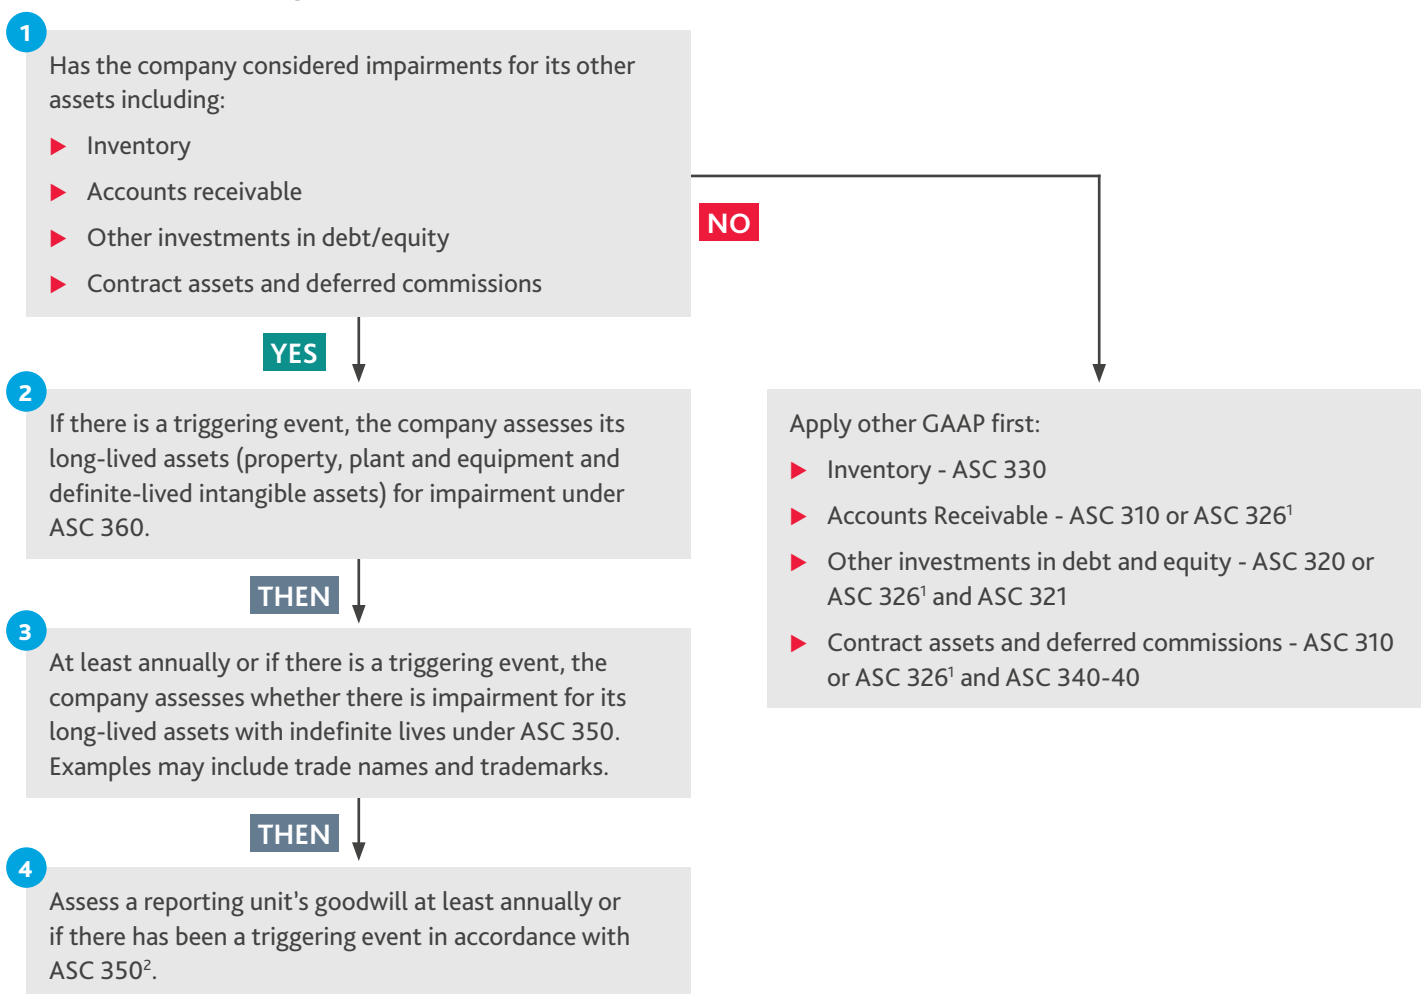 1
Has the company considered impairments for its other
assets including:
Inventory
Accounts receivable
Other investments in debt/equity
Contract assets and deferred commissions
NO
YES
2
If there is a triggering event, the company assesses its
long-lived assets (property, plant and equipment and
definite-lived intangible assets) for impairment under
ASC 360.
Apply other GAAP first:
Inventory - ASC 330
Accounts Receivable - ASC 310 or ASC 326¹
Other investments in debt and equity - ASC 320 or
ASC 326¹ and ASC 321
Contract assets and deferred commissions - ASC 310
or ASC 326¹ and ASC 340-40
THEN
3
At least annually or if there is a triggering event, the
company assesses whether there is impairment for its
long-lived assets with indefinite lives under ASC 350.
Examples may include trade names and trademarks.
THEN
4
Assess a reporting unit's goodwill at least annually or
if there has been a triggering event in accordance with
ASC 350².